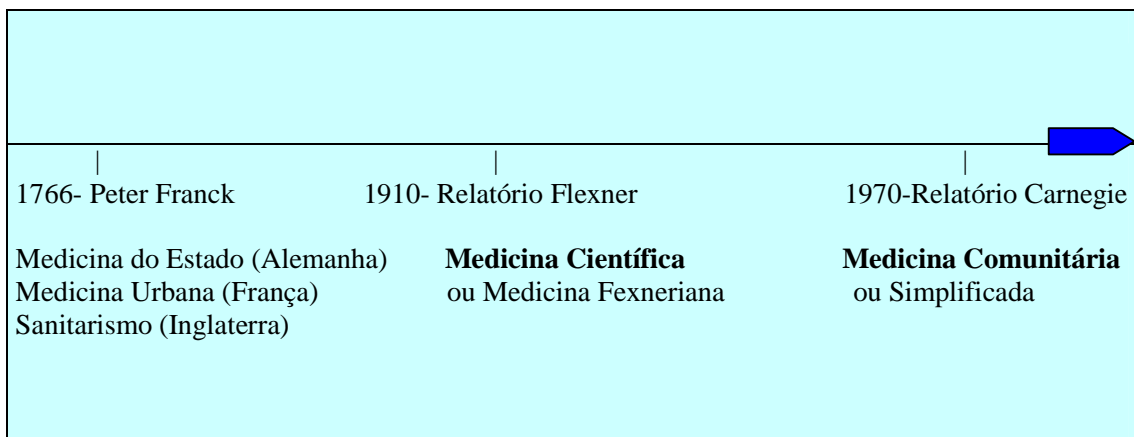 1766- Peter Franck
1910- Relatório Flexner
1970-Relatório Carnegie
Medicina do Estado (Alemanha)
Medicina Urbana (França)
Sanitarismo (Inglaterra)
Medicina Científica
ou Medicina Fexneriana
Medicina Comunitária
ou Simplificada